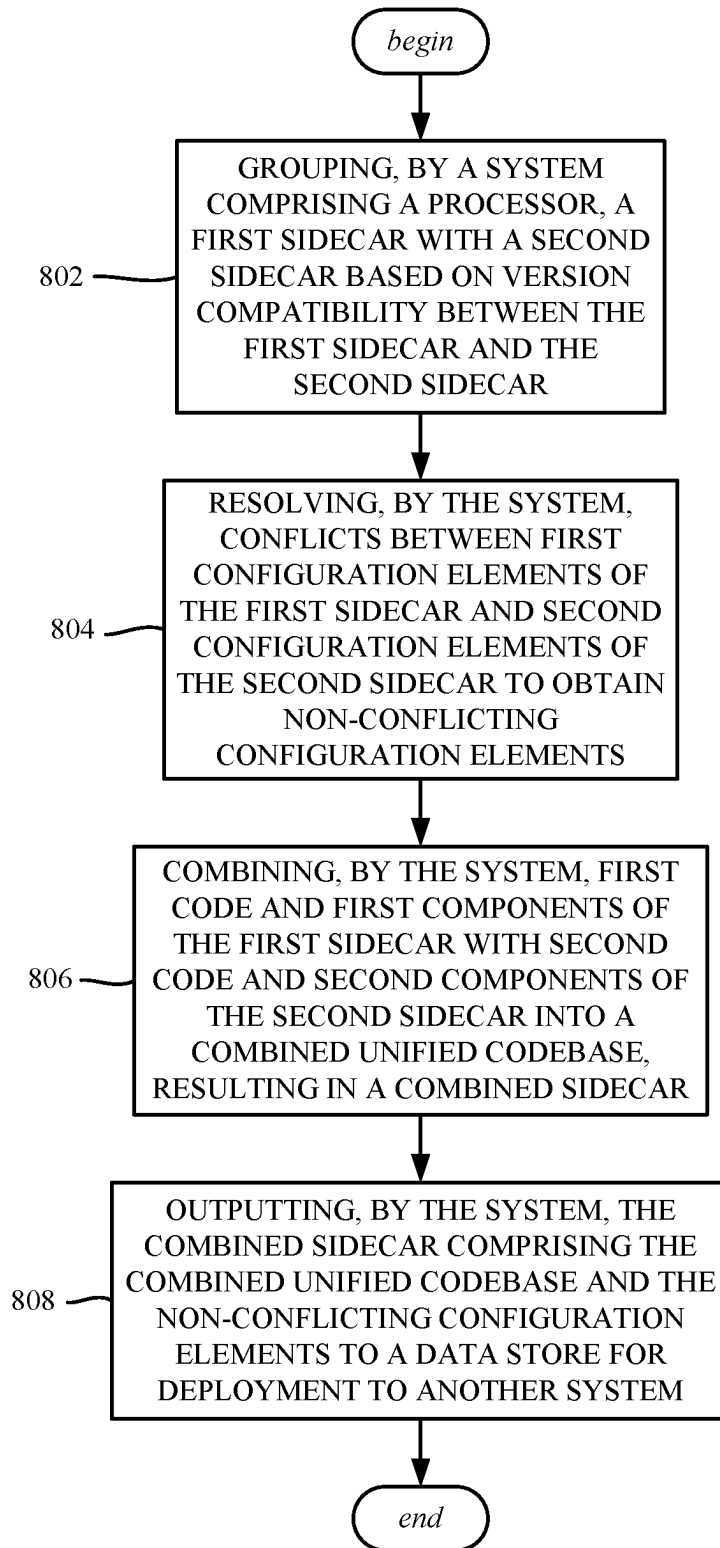 begin
GROUPING, BY A SYSTEM
COMPRISING A PROCESSOR, A
FIRST SIDECAR WITH A SECOND
SIDECAR BASED ON VERSION
COMPATIBILITY BETWEEN THE
FIRST SIDECAR AND THE
SECOND SIDECAR
802
RESOLVING, BY THE SYSTEM,
CONFLICTS BETWEEN FIRST
CONFIGURATION ELEMENTS OF
THE FIRST SIDECAR AND SECOND
CONFIGURATION ELEMENTS OF
THE SECOND SIDECAR TO OBTAIN
NON-CONFLICTING
CONFIGURATION ELEMENTS
804
COMBINING, BY THE SYSTEM, FIRST
CODE AND FIRST COMPONENTS OF
THE FIRST SIDECAR WITH SECOND
CODE AND SECOND COMPONENTS OF
THE SECOND SIDECAR INTO A
COMBINED UNIFIED CODEBASE,
RESULTING IN A COMBINED SIDECAR
806
OUTPUTTING, BY THE SYSTEM, THE
COMBINED SIDECAR COMPRISING THE
COMBINED UNIFIED CODEBASE AND THE
NON-CONFLICTING CONFIGURATION
ELEMENTS TO A DATA STORE FOR
DEPLOYMENT TO ANOTHER SYSTEM
808
end